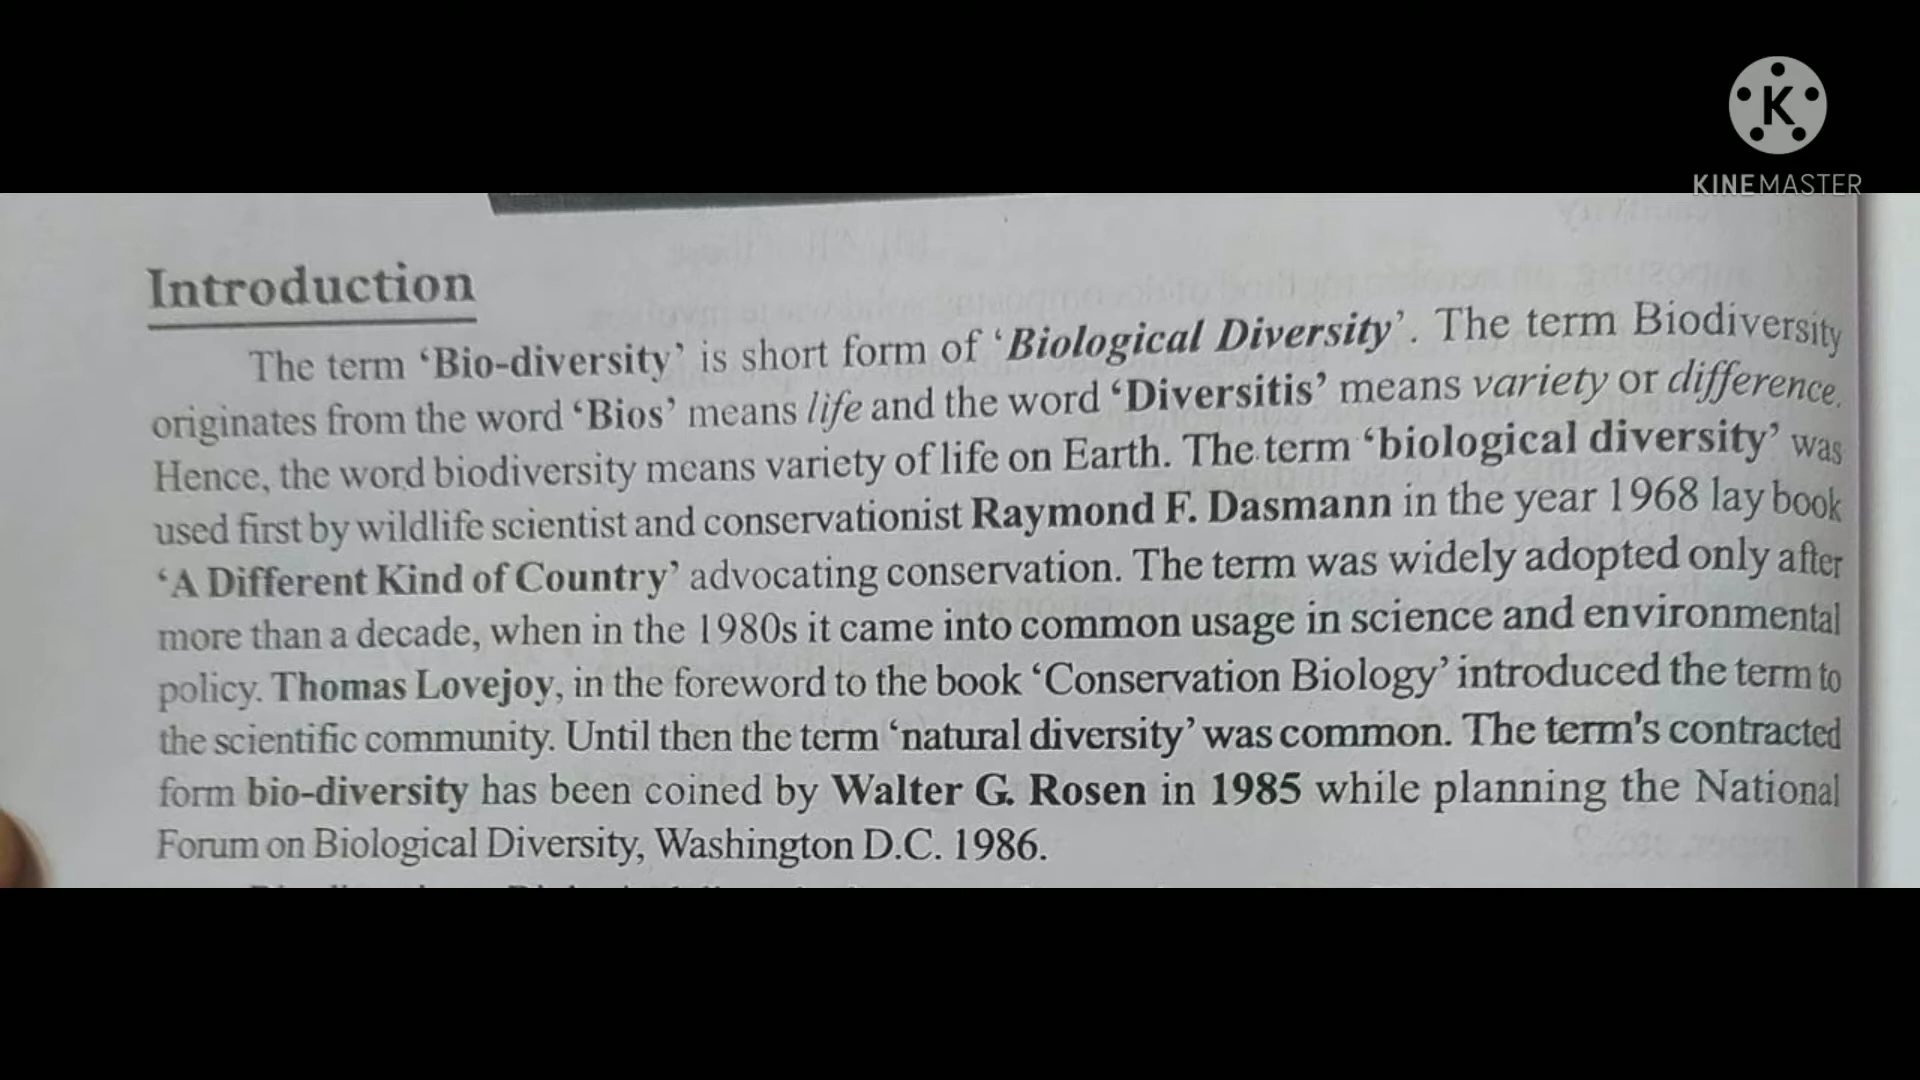 K
KINEMASTER
Introduction
The term ‘Bio-diversity’ is short form of ‘Biological Diversity’. The term Biodiversity
originates from the word ‘Bios’ means life and the word ‘Diversitis’ means variety or difference.
Hence, the word biodiversity means variety of life on Earth. The term ‘biological diversity’ was
used first by wildlife scientist and conservationist Raymond F. Dasmann in the year 1968 lay book
‘A Different Kind of Country’ advocating conservation. The term was widely adopted only after
more than a decade, when in the 1980s it came into common usage in science and environmental
policy. Thomas Lovejoy, in the foreword to the book ‘Conservation Biology’ introduced the term to
the scientific community. Until then the term ‘natural diversity’ was common. The term's contracted
form bio-diversity has been coined by Walter G. Rosen in 1985 while planning the National
Forum on Biological Diversity, Washington D.C. 1986.